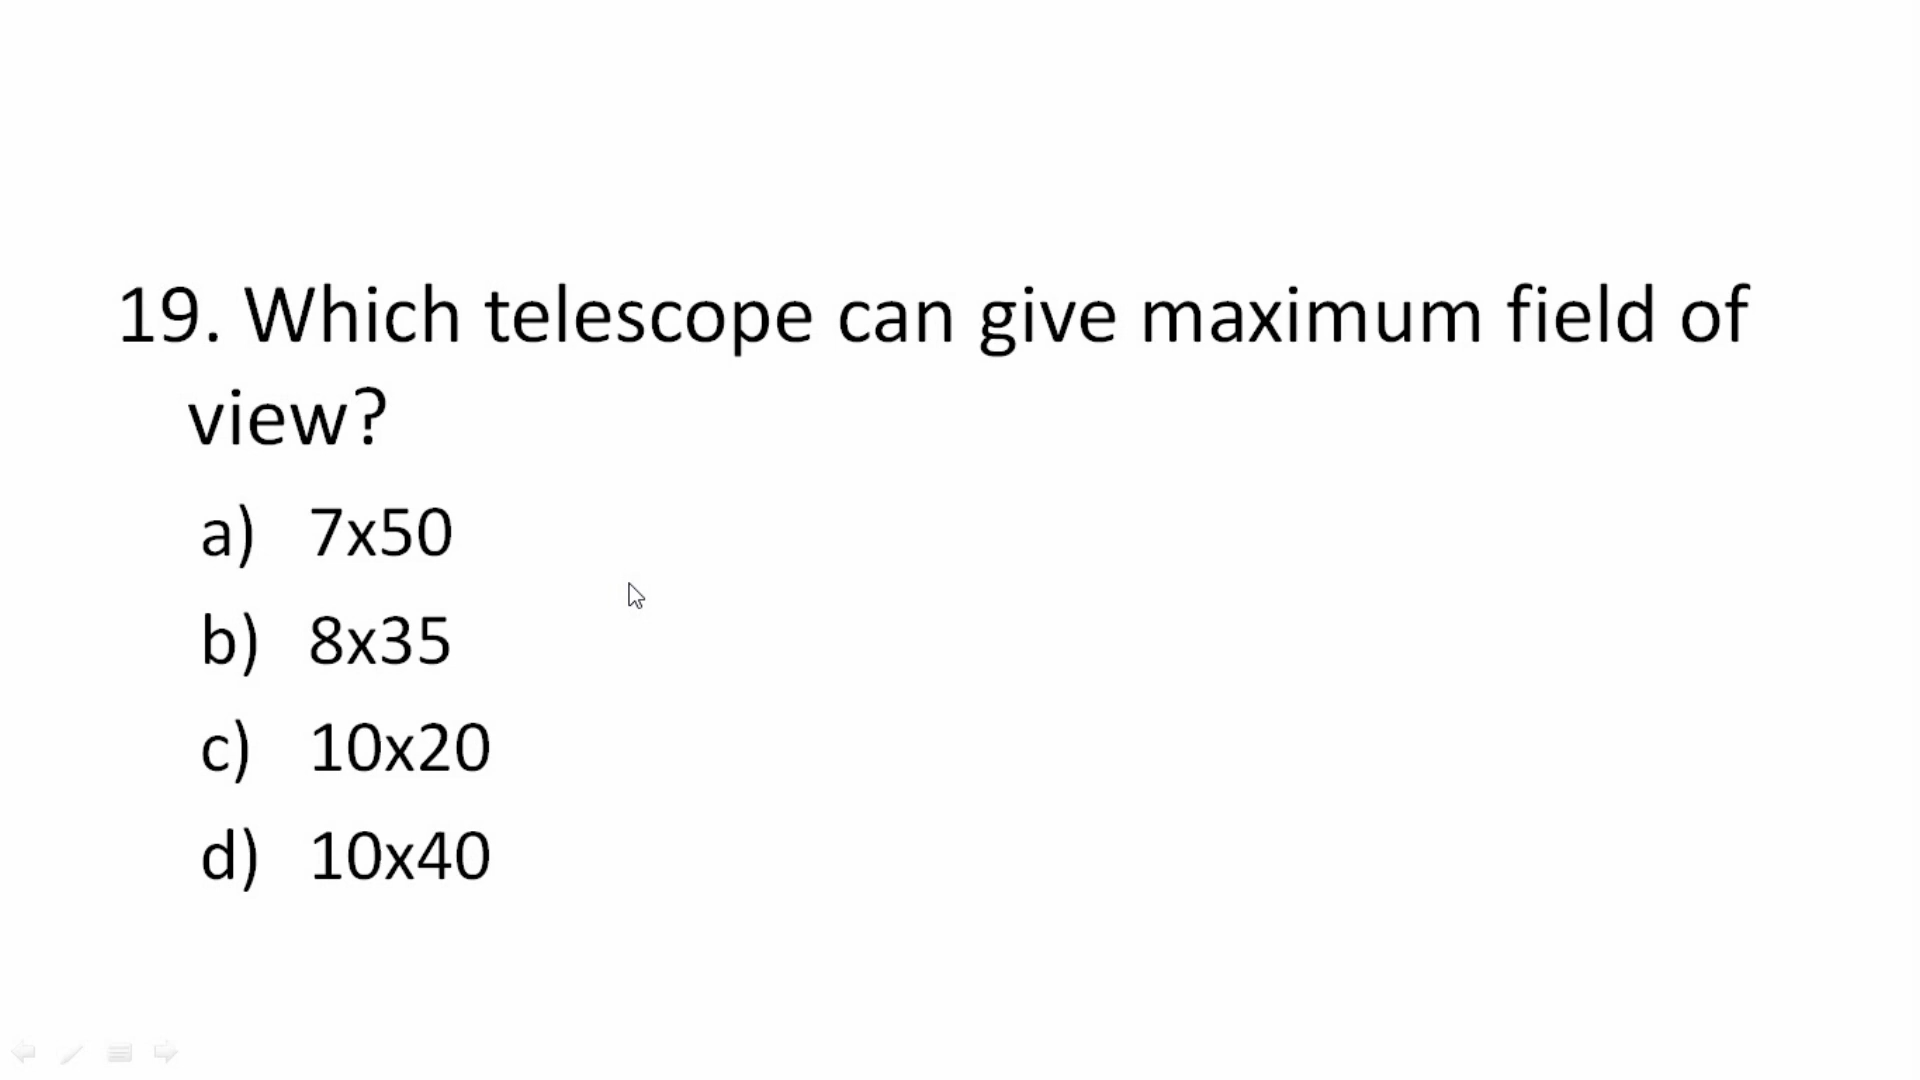 19. Which telescope can give maximum field of
view?
a) 7x50
b) 8x35
c) 10x20
d) 10x40